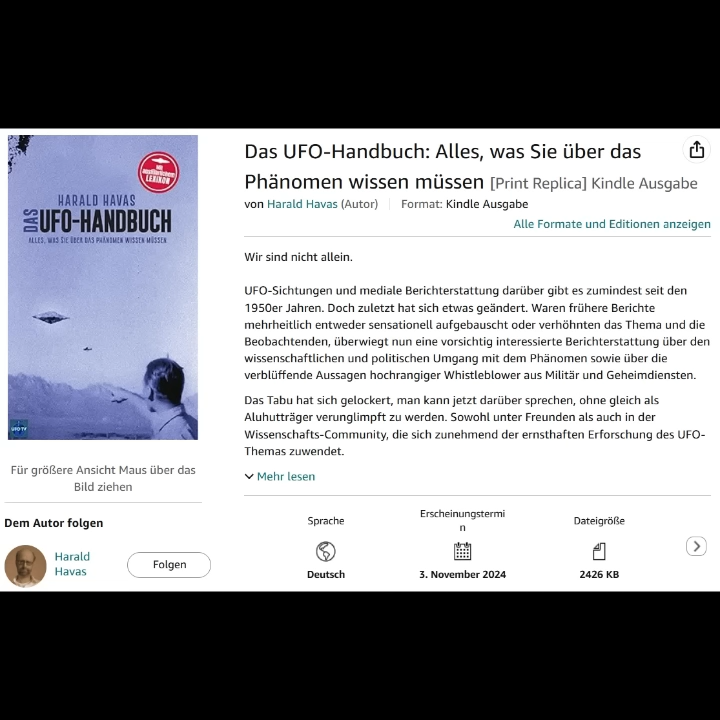 mit
ausführlichem
LEXIKON
HARALD HAVAS
DAS
UFO-HANDBUCH
ALLES, WAS SIE ÜBER DAS PHÄNOMEN WISSEN MÜSSEN
UFO TV
Für größere Ansicht Maus über das
Bild ziehen
Dem Autor folgen
Harald
Havas
Folgen
Das UFO-Handbuch: Alles, was Sie über das
Phänomen wissen müssen [Print Replica] Kindle Ausgabe
von Harald Havas (Autor) Format: Kindle Ausgabe
Alle Formate und Editionen anzeigen
Wir sind nicht allein.
UFO-Sichtungen und mediale Berichterstattung darüber gibt es zumindest seit den
1950er Jahren. Doch zuletzt hat sich etwas geändert. Waren frühere Berichte
mehrheitlich entweder sensationell aufgebauscht oder verhöhnten das Thema und die
Beobachtenden, überwiegt nun eine vorsichtig interessierte Berichterstattung über den
wissenschaftlichen und politischen Umgang mit dem Phänomen sowie über die
verblüffende Aussagen hochrangiger Whistleblower aus Militär und Geheimdiensten.
Das Tabu hat sich gelockert, man kann jetzt darüber sprechen, ohne gleich als
Aluhutträger verunglimpft zu werden. Sowohl unter Freunden als auch in der
Wissenschafts-Community, die sich zunehmend der ernsthaften Erforschung des UFO-
Themas zuwendet.
Mehr lesen
Sprache
Deutsch
Erscheinungstermi
n
3. November 2024
Dateigröße
2426 KB